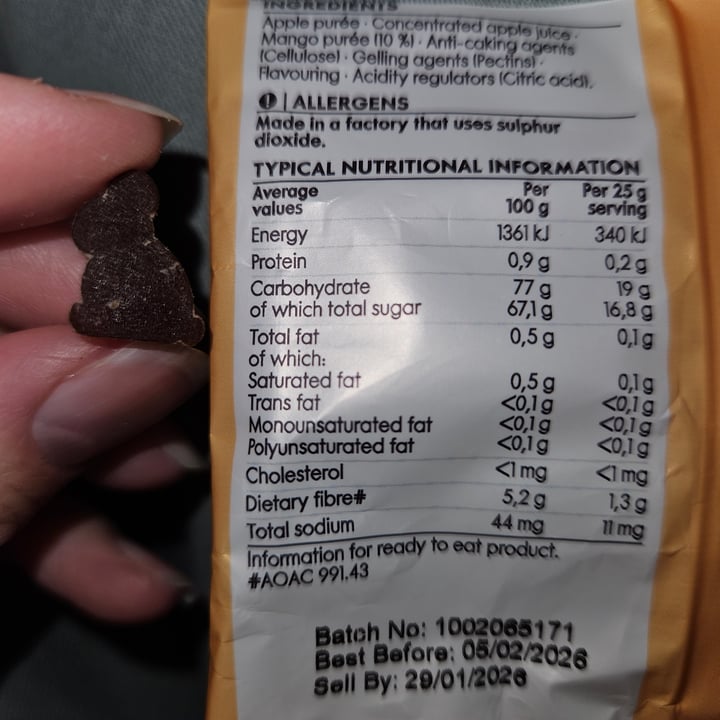 INGREDIENTS
Apple purée · Concentrated apple juice ·
Mango purée (10 %) · Anti-caking agents
(Cellulose) · Gelling agents (Pectins) ·
Flavouring · Acidity regulators (Citric acid).
! | ALLERGENS
Made in a factory that uses sulphur
dioxide.
TYPICAL NUTRITIONAL INFORMATION
Average values Per 100 g Per 25 g serving
Energy 1361 kJ 340 kJ
Protein 0,9 g 0,2 g
Carbohydrate 77 g 19 g
of which total sugar 67,1 g 16,8 g
Total fat 0,5 g 0,1 g
of which:
Saturated fat 0,5 g 0,1 g
Trans fat <0,1 g <0,1 g
Monounsaturated fat <0,1 g <0,1 g
Polyunsaturated fat <0,1 g <0,1 g
Cholesterol <1 mg <1 mg
Dietary fibre# 5,2 g 1,3 g
Total sodium 44 mg 11 mg
Information for ready to eat product.
#AOAC 991.43
Batch No: 1002065171
Best Before: 05/02/2026
Sell By: 29/01/2026